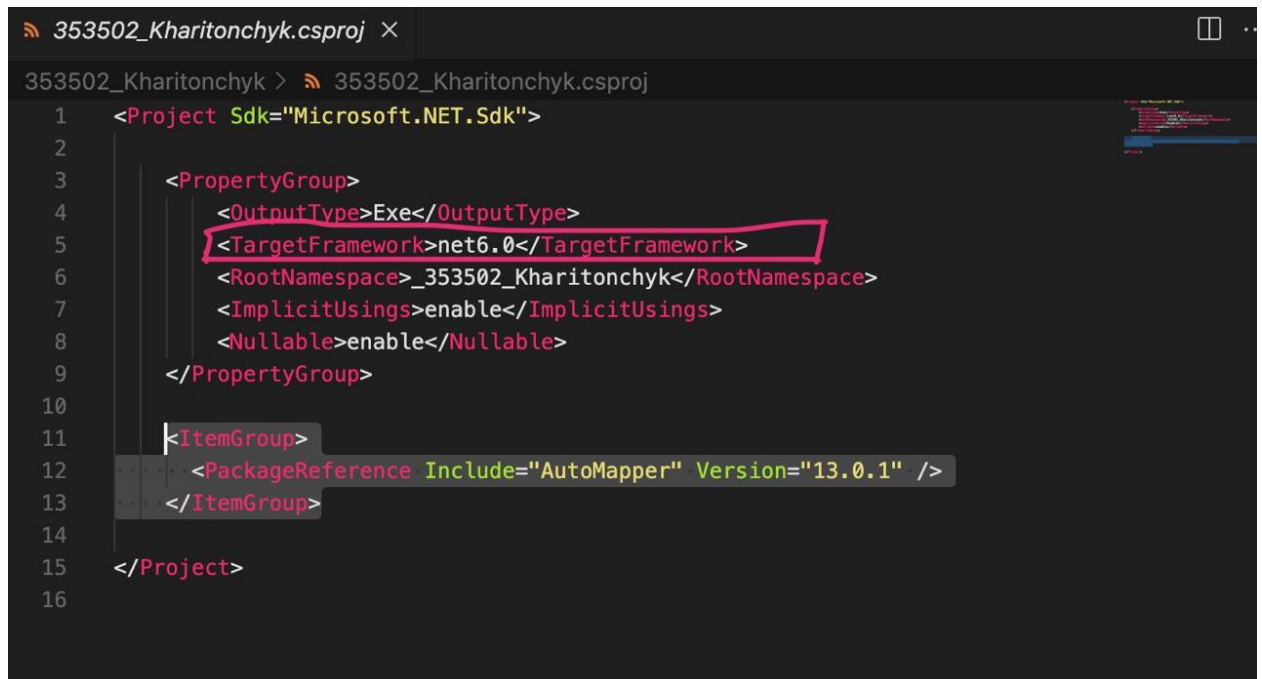 353502_Kharitonchyk.csproj
353502_Kharitonchyk > 353502_Kharitonchyk.csproj
1 <Project Sdk="Microsoft.NET.Sdk">
2
3 <PropertyGroup>
4 <OutputType>Exe</OutputType>
5 <TargetFramework>net6.0</TargetFramework>
6 <RootNamespace>_353502_Kharitonchyk</RootNamespace>
7 <ImplicitUsings>enable</ImplicitUsings>
8 <Nullable>enable</Nullable>
9 </PropertyGroup>
10
11 <ItemGroup>
12 <PackageReference Include="AutoMapper" Version="13.0.1" />
13 </ItemGroup>
14
15 </Project>
16